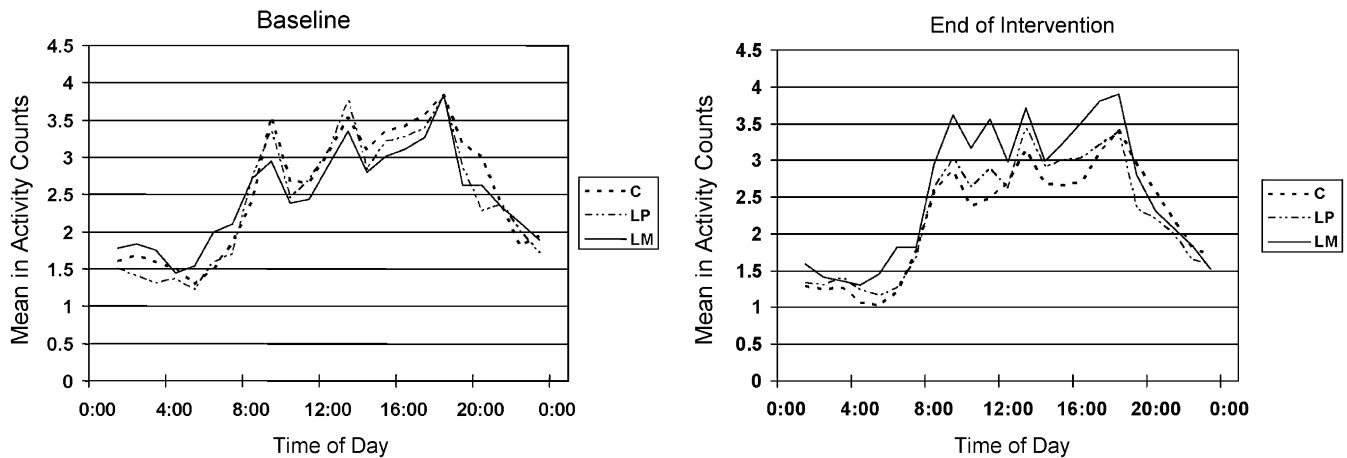 Baseline
Mean in Activity Counts
4.5
4
3.5
3
2.5
2
1.5
1
0.5
0
0:00 4:00 8:00 12:00 16:00 20:00 0:00
Time of Day
C
LP
LM
End of Intervention
Mean in Activity Counts
4.5
4
3.5
3
2.5
2
1.5
1
0.5
0
0:00 4:00 8:00 12:00 16:00 20:00 0:00
Time of Day
C
LP
LM